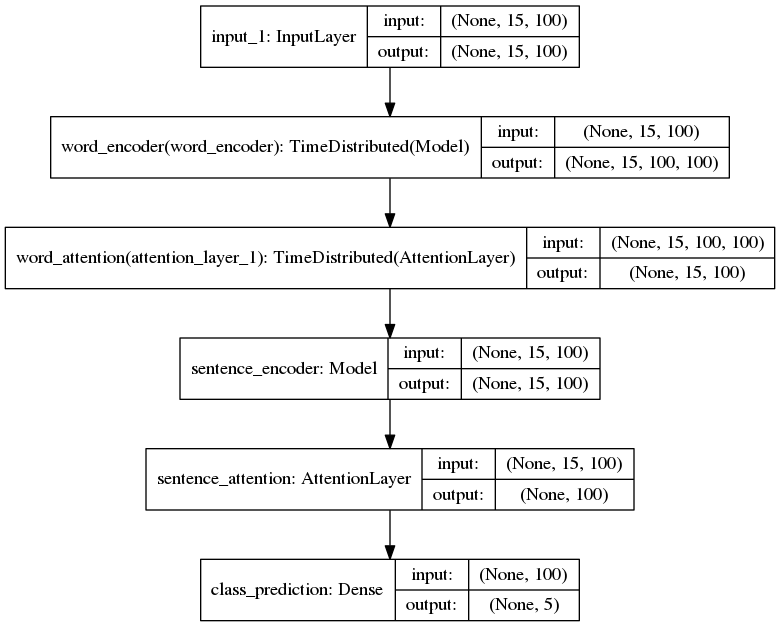 input_1: InputLayer
input: (None, 15, 100)
output: (None, 15, 100)
word_encoder(word_encoder): TimeDistributed(Model)
input: (None, 15, 100)
output: (None, 15, 100, 100)
word_attention(attention_layer_1): TimeDistributed(AttentionLayer)
input: (None, 15, 100, 100)
output: (None, 15, 100)
sentence_encoder: Model
input: (None, 15, 100)
output: (None, 15, 100)
sentence_attention: AttentionLayer
input: (None, 15, 100)
output: (None, 100)
class_prediction: Dense
input: (None, 100)
output: (None, 5)